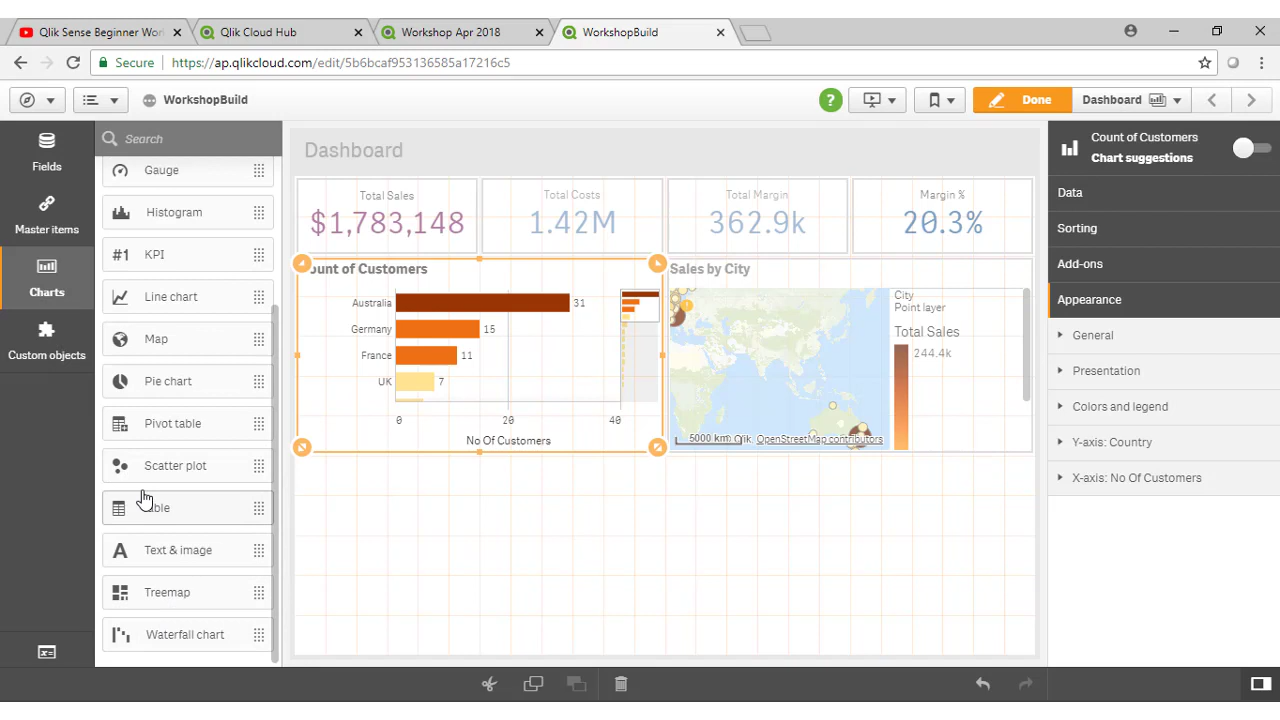 Qlik Sense Beginner Wor
Qlik Cloud Hub
Workshop Apr 2018
WorkshopBuild
Secure
https://ap.qlikcloud.com/edit/5b6bcaf953136585a17216c5
WorkshopBuild
?
Done
Dashboard
Fields
Master items
Charts
Custom objects
Search
Gauge
Histogram
#1 KPI
Line chart
Map
Pie chart
Pivot table
Scatter plot
A Text & image
Treemap
Waterfall chart
Dashboard
Total Sales
$1,783,148
Total Costs
1.42M
Total Margin
362.9k
Margin %
20.3%
ount of Customers
Australia 31
Germany 15
France 11
UK 7
0 20 40
No Of Customers
Sales by City
5000 km
Qlik, OpenStreetMap contributors
City
Point layer
Total Sales
244.4k
Count of Customers
Chart suggestions
Data
Sorting
Add-ons
Appearance
General
Presentation
Colors and legend
Y-axis: Country
X-axis: No Of Customers